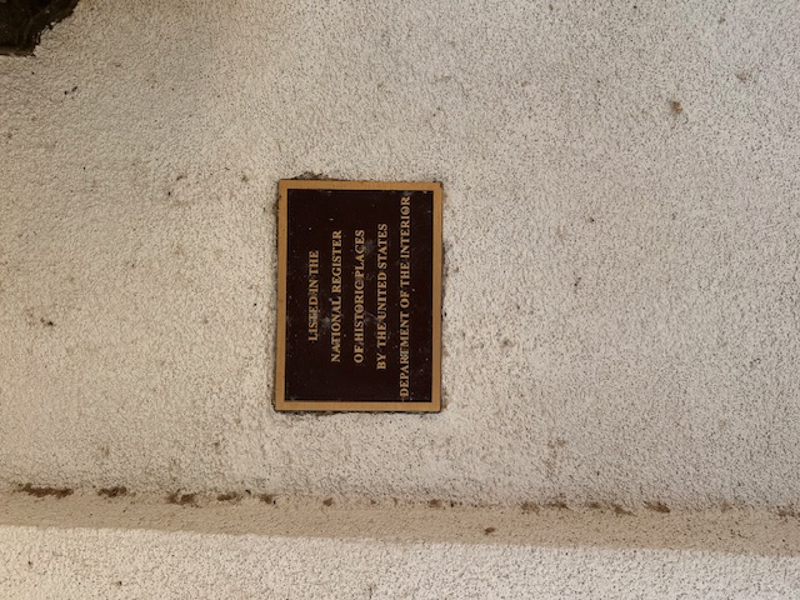 LISTED IN THE
NATIONAL REGISTER
OF HISTORIC PLACES
BY THE UNITED STATES
DEPARTMENT OF THE INTERIOR